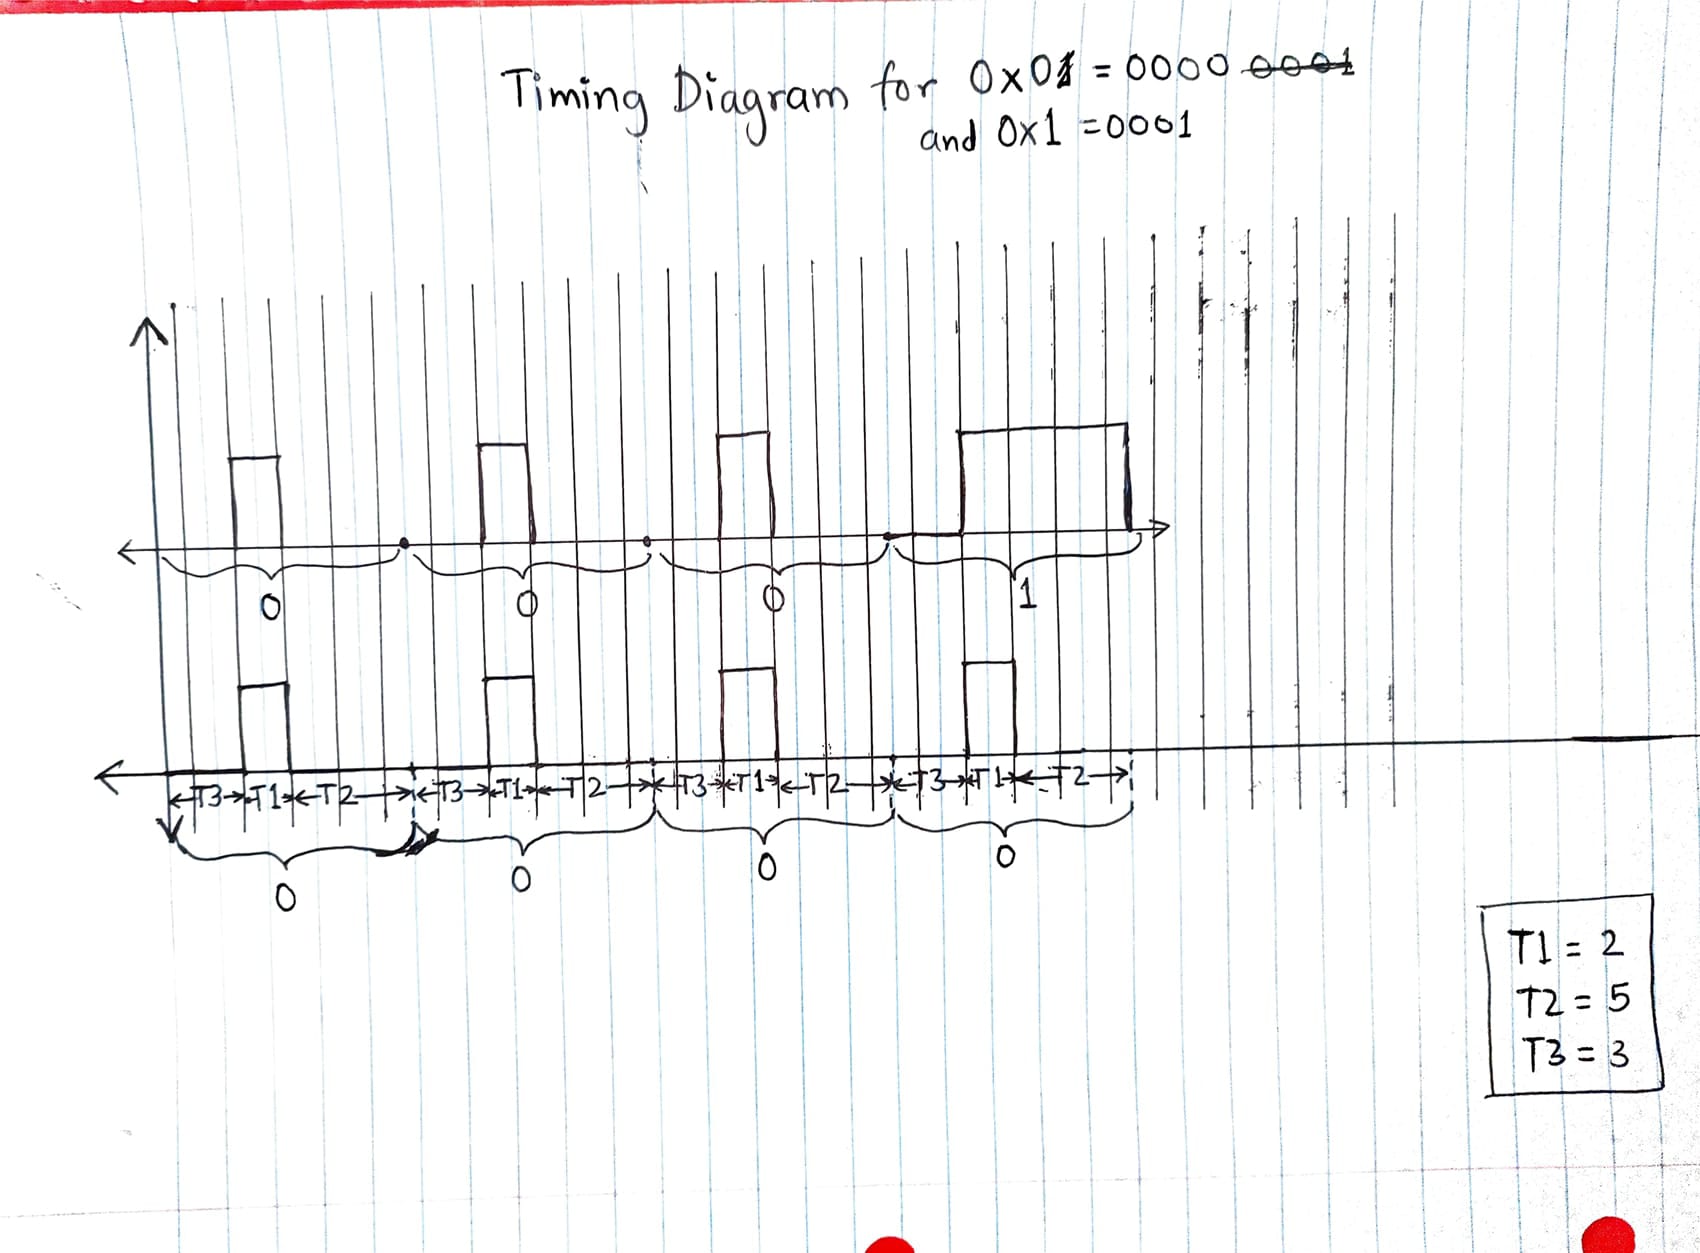 Timing Diagram for 0x0 = 0000 0001
and 0x1 = 0001
0 0 0 1
T3 T1 T2 T3 T1 T2 T3 T1 T2 T3 T1 T2
0 0 0 0
T1 = 2
T2 = 5
T3 = 3